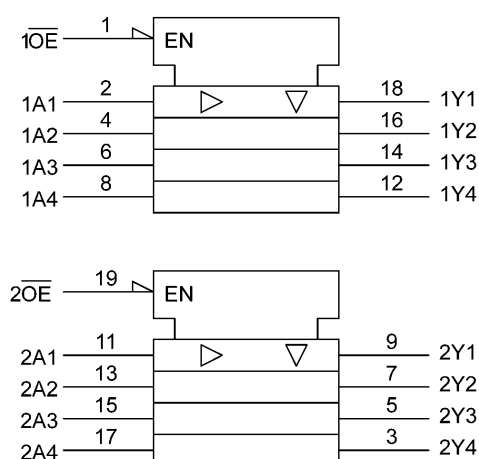 1OE 1 EN
1A1 2 18 1Y1
1A2 4 16 1Y2
1A3 6 14 1Y3
1A4 8 12 1Y4
2OE 19 EN
2A1 11 9 2Y1
2A2 13 7 2Y2
2A3 15 5 2Y3
2A4 17 3 2Y4